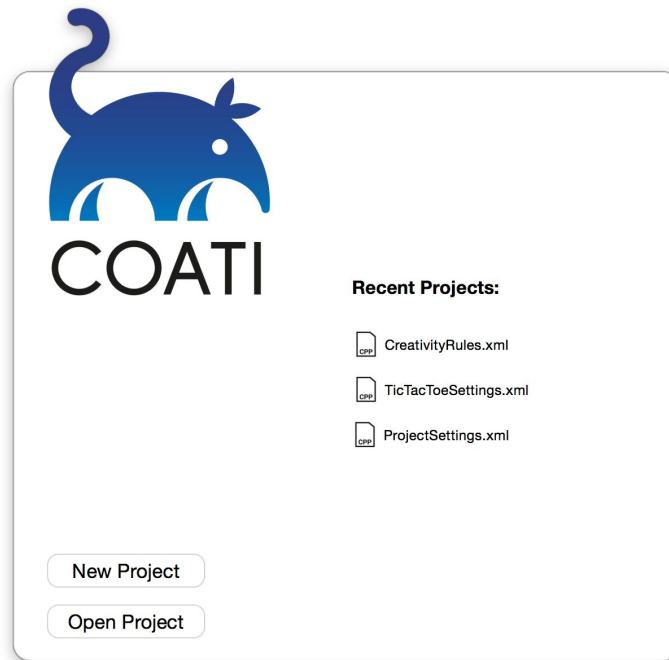 COATI
Recent Projects:
CPP CreativityRules.xml
CPP TicTacToeSettings.xml
CPP ProjectSettings.xml
New Project
Open Project